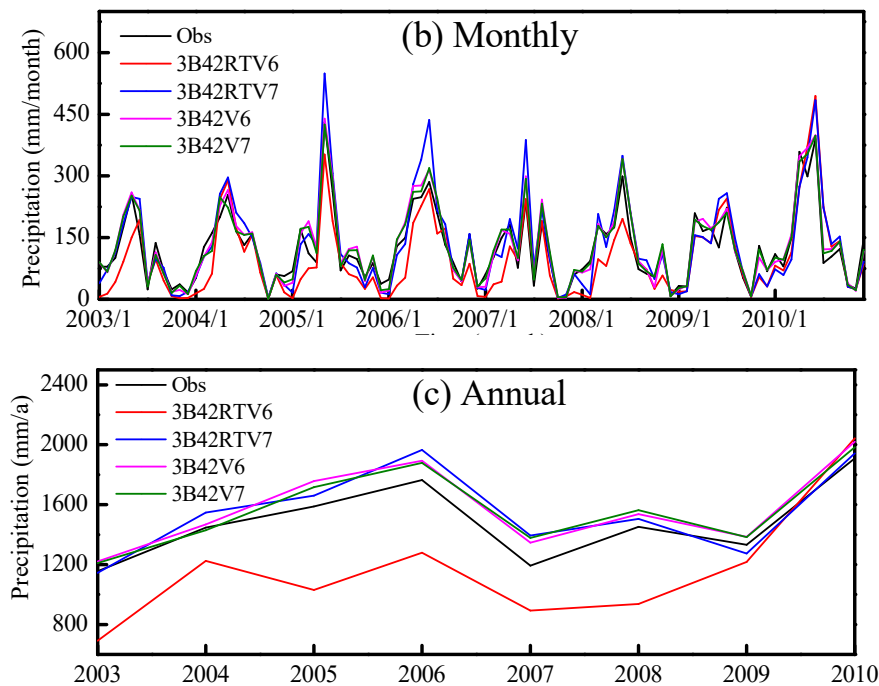 (b) Monthly
Obs
3B42RTV6
3B42RTV7
3B42V6
3B42V7
Precipitation (mm/month)
600
450
300
150
0
2003/1 2004/1 2005/1 2006/1 2007/1 2008/1 2009/1 2010/1
(c) Annual
Obs
3B42RTV6
3B42RTV7
3B42V6
3B42V7
Precipitation (mm/a)
2400
2000
1600
1200
800
2003 2004 2005 2006 2007 2008 2009 2010